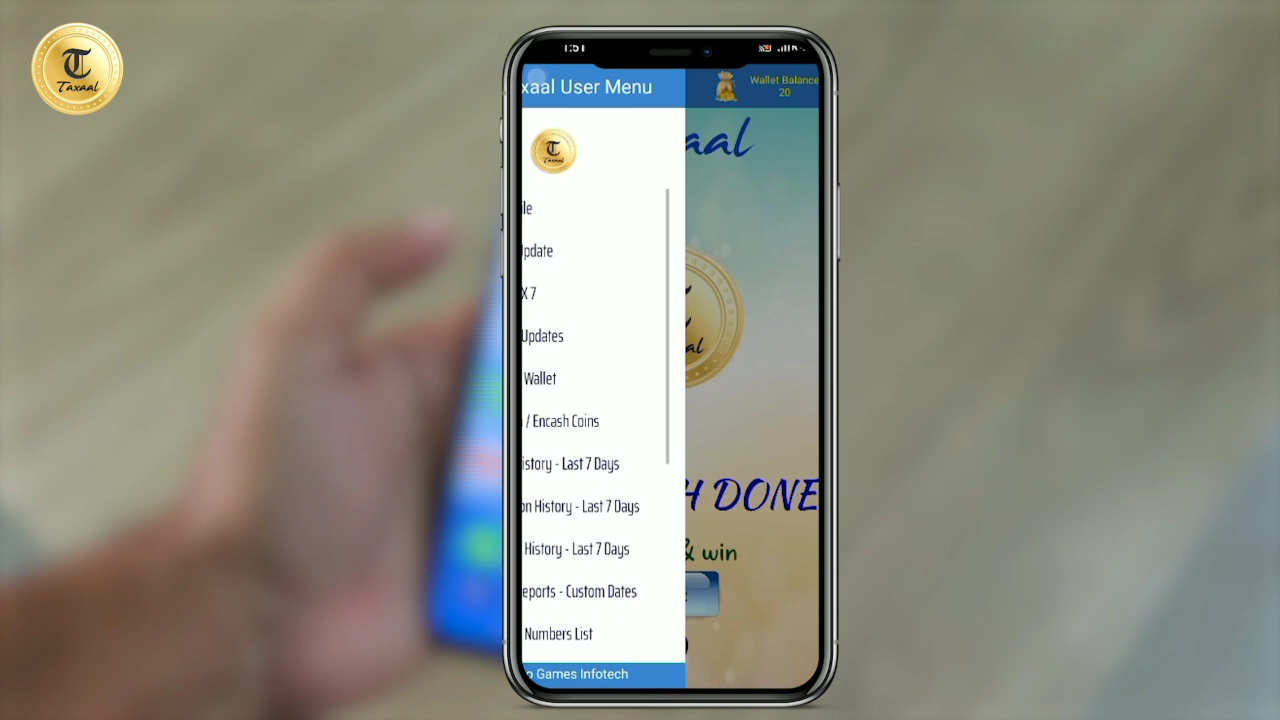 T
Taxaal
1:51
xaal User Menu
Wallet Balance
20
aal
T
Taxaal
le
pdate
X 7
Updates
Wallet
/ Encash Coins
istory - Last 7 Days
on History - Last 7 Days
History - Last 7 Days
eports - Custom Dates
Numbers List
Games Infotech
al
H DONE
& win